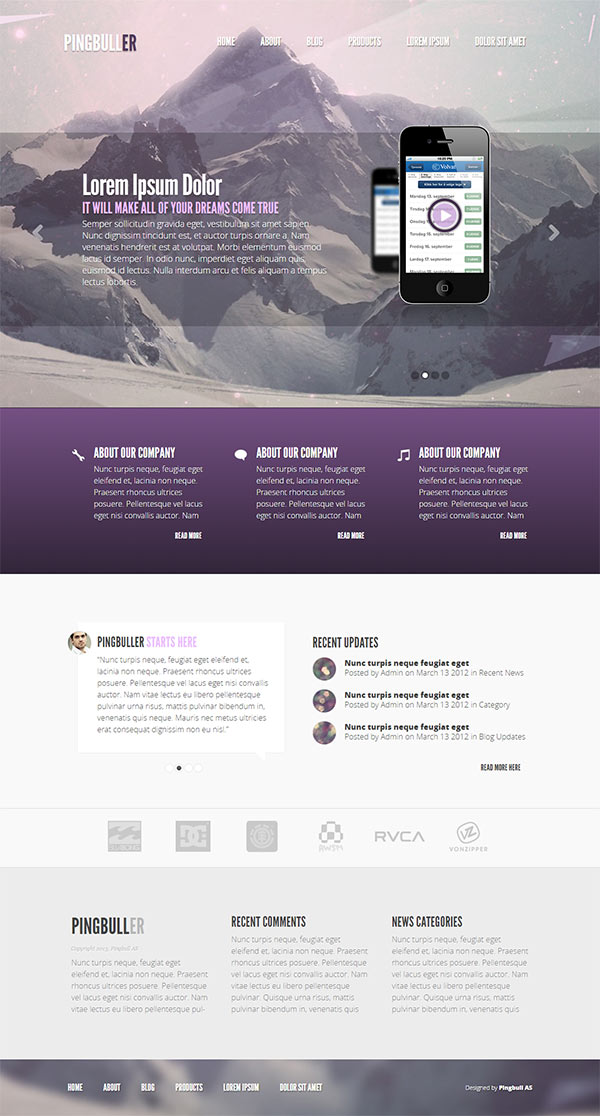 PINGBULLER
HOME ABOUT BLOG PRODUCTS LOREM IPSUM DOLOR SIT AMET
Lorem Ipsum Dolor
IT WILL MAKE ALL OF YOUR DREAMS COME TRUE
Semper sollicitudin gravida eget, vestibulum sit amet sapien.
Nunc dignissim tincidunt est, et auctor turpis ornare a. Nam
venenatis hendrerit est at volutpat. Morbi elementum euismod
lacus id semper. In odio nunc, imperdiet eget aliquam quis,
euismod id lectus. Nulla interdum arcu et felis aliquam a tempus
lectus lobortis.
Mandag 13. september
Fredag 16. september
Lørdag 17. september
ABOUT OUR COMPANY
Nunc turpis neque, feugiat eget
eleifend et, lacinia non neque.
Praesent rhoncus ultrices
posuere. Pellentesque vel lacus
eget nisi convallis auctor. Nam
READ MORE
ABOUT OUR COMPANY
Nunc turpis neque, feugiat eget
eleifend et, lacinia non neque.
Praesent rhoncus ultrices
posuere. Pellentesque vel lacus
eget nisi convallis auctor. Nam
READ MORE
ABOUT OUR COMPANY
Nunc turpis neque, feugiat eget
eleifend et, lacinia non neque.
Praesent rhoncus ultrices
posuere. Pellentesque vel lacus
eget nisi convallis auctor. Nam
READ MORE
PINGBULLER STARTS HERE
"Nunc turpis neque, feugiat eget eleifend et,
lacinia non neque. Praesent rhoncus ultrices
posuere. Pellentesque vel lacus eget nisi convallis
auctor. Nam vitae lectus eu libero pellentesque
pulvinar urna risus, mattis pulvinar bibendum in,
venenatis quis neque. Mauris nec metus ultricies
erat consequat dignissim non eu nisl."
RECENT UPDATES
Nunc turpis neque feugiat eget
Posted by Admin on March 13 2012 in Recent News
Nunc turpis neque feugiat eget
Posted by Admin on March 13 2012 in Category
Nunc turpis neque feugiat eget
Posted by Admin on March 13 2012 in Blog Updates
READ MORE HERE
BILLABONG
DC
RVCA
VZ
VONZIPPER
PINGBULLER
Copyright 2013, Pingbull AS
Nunc turpis neque, feugiat eget
eleifend et, lacinia non neque.
Praesent rhoncus ultrices posuere.
Pellentesque vel lacus eget nisi
convallis auctor. Nam vitae lectus
eu libero pellentesque pul-
RECENT COMMENTS
Nunc turpis neque, feugiat eget
eleifend et, lacinia non neque.
Praesent rhoncus ultrices posuere.
Pellentesque vel lacus eget nisi
convallis auctor. Nam vitae lectus
eu libero pellentesque
pulvinar. Quisque urna risus, mattis
pulvinar bibendum in, venenatis quis
NEWS CATEGORIES
Nunc turpis neque, feugiat eget
eleifend et, lacinia non neque.
Praesent rhoncus ultrices posuere.
Pellentesque vel lacus eget nisi
convallis auctor. Nam vitae lectus
eu libero pellentesque
pulvinar. Quisque urna risus, mattis
pulvinar bibendum in, venenatis quis
HOME ABOUT BLOG PRODUCTS LOREM IPSUM DOLOR SIT AMET
Designed by Pingbull AS